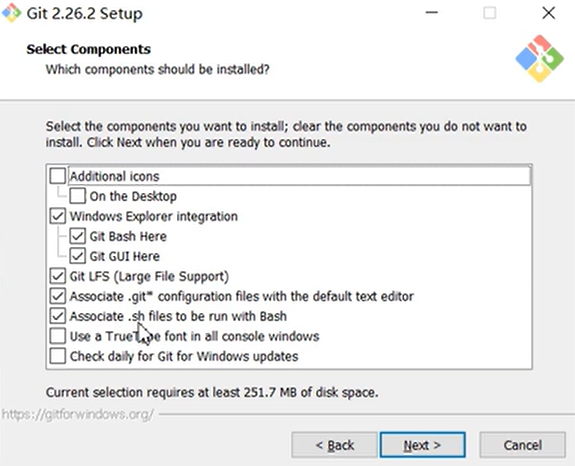 Git 2.26.2 Setup
Select Components
Which components should be installed?
Select the components you want to install; clear the components you do not want to
install. Click Next when you are ready to continue.
Additional icons
On the Desktop
Windows Explorer integration
Git Bash Here
Git GUI Here
Git LFS (Large File Support)
Associate .git* configuration files with the default text editor
Associate .sh files to be run with Bash
Use a TrueType font in all console windows
Check daily for Git for Windows updates
Current selection requires at least 251.7 MB of disk space.
https://gitforwindows.org/
< Back
Next >
Cancel